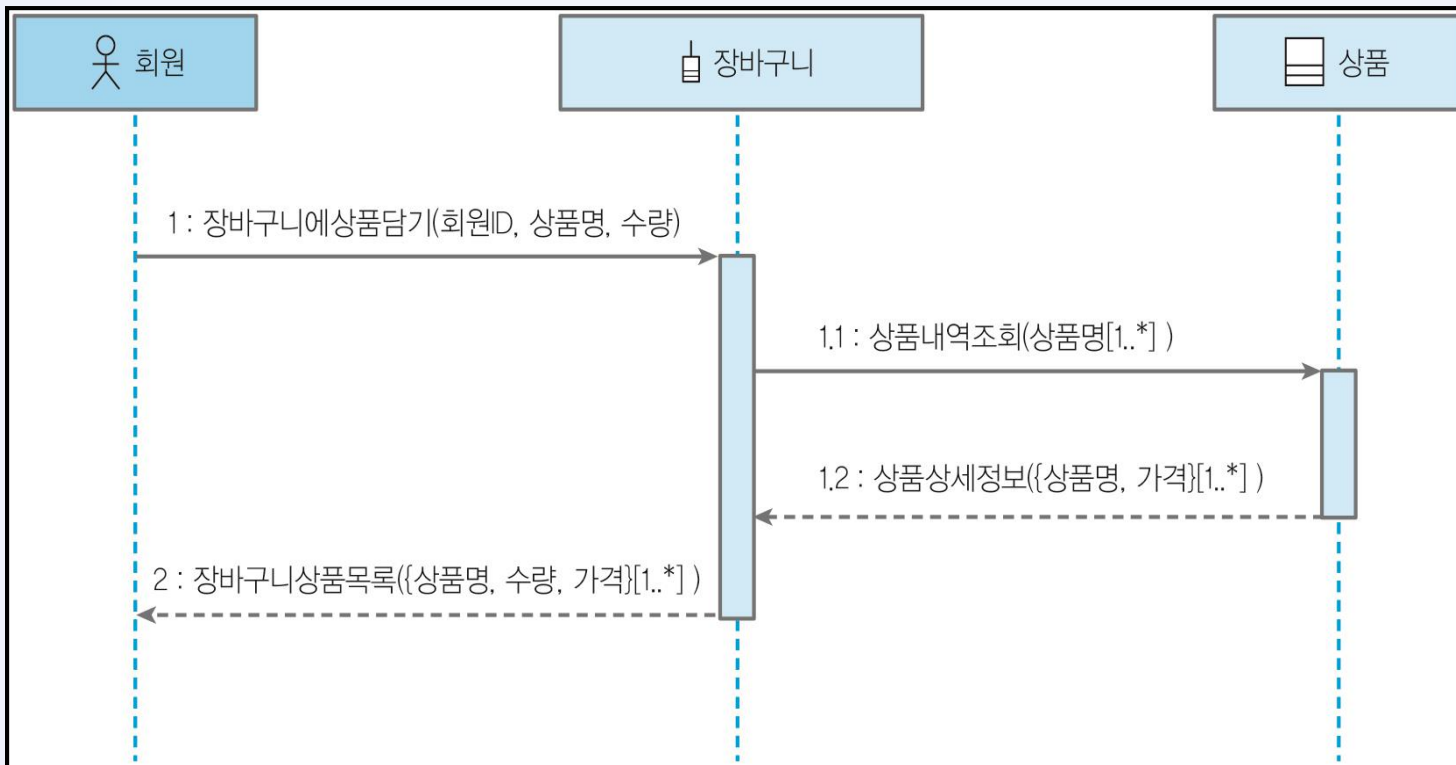 회원
장바구니
상품
1 : 장바구니에상품담기(회원ID, 상품명, 수량)
1.1 : 상품내역조회(상품명[1..*] )
1.2 : 상품상세정보({상품명, 가격}[1..*] )
2 : 장바구니상품목록({상품명, 수량, 가격}[1..*] )